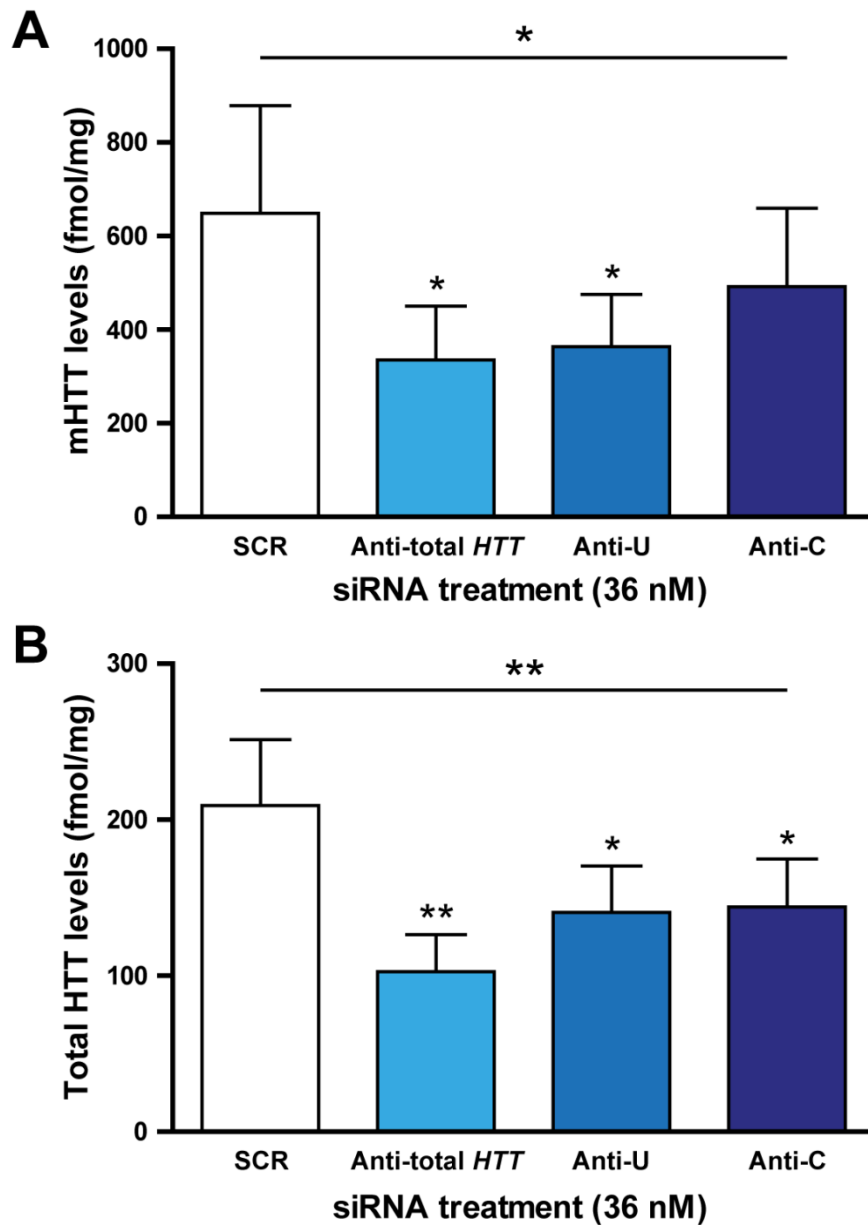 A
*
1000
800
600
400
200
0
mHTT levels (fmol/mg)
*
*
SCR Anti-total HTT Anti-U Anti-C
siRNA treatment (36 nM)
B
**
300
200
100
0
Total HTT levels (fmol/mg)
**
*
*
SCR Anti-total HTT Anti-U Anti-C
siRNA treatment (36 nM)